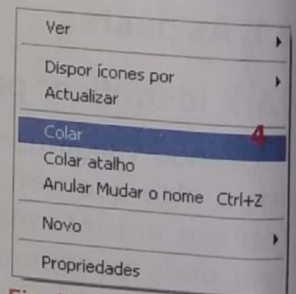 Ver
Dispor ícones por
Actualizar
Colar 4
Colar atalho
Anular Mudar o nome Ctrl+Z
Novo
Propriedades